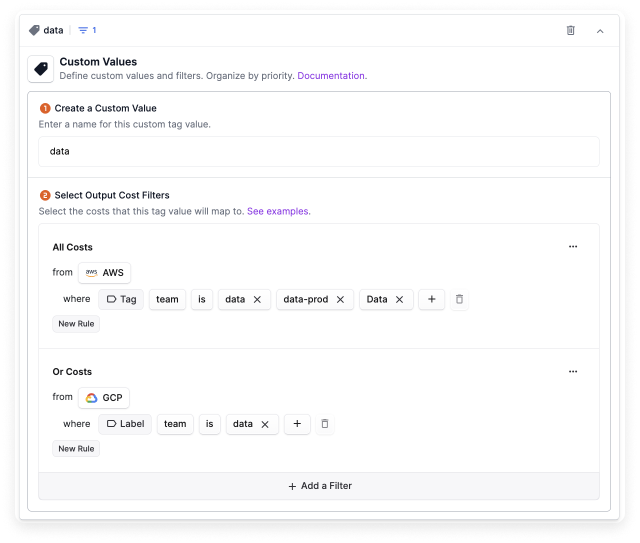 data 1
Custom Values
Define custom values and filters. Organize by priority. Documentation.
1 Create a Custom Value
Enter a name for this custom tag value.
data
2 Select Output Cost Filters
Select the costs that this tag value will map to. See examples.
All Costs
from aws AWS
where Tag team is data data-prod Data
New Rule
Or Costs
from GCP
where Label team is data
New Rule
+ Add a Filter